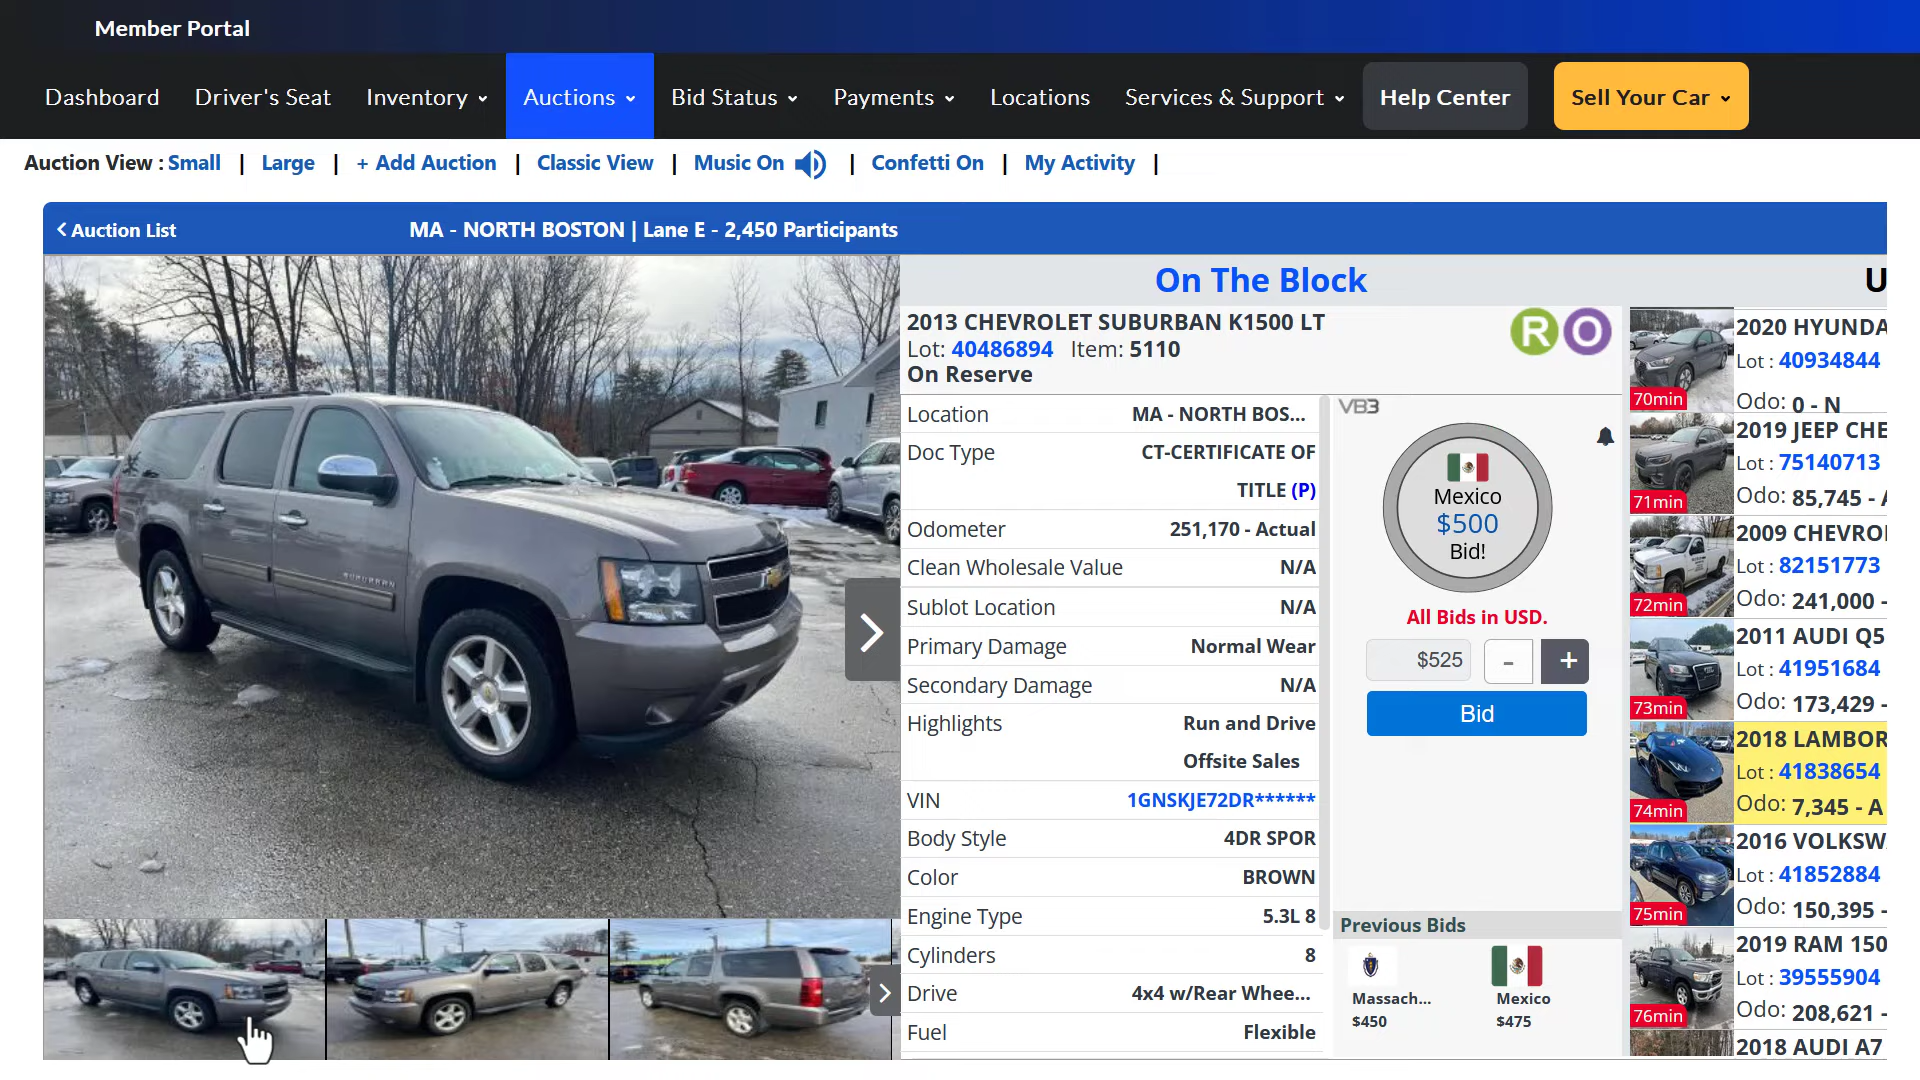 Member Portal
Dashboard Driver's Seat Inventory Auctions Bid Status Payments Locations Services & Support Help Center Sell Your Car
Auction View : Small | Large | + Add Auction | Classic View | Music On | Confetti On | My Activity |
Auction List MA - NORTH BOSTON | Lane E - 2,450 Participants
On The Block
U
2013 CHEVROLET SUBURBAN K1500 LT
Lot: 40486894 Item: 5110
On Reserve
R O
Location MA - NORTH BOS...
Doc Type CT-CERTIFICATE OF
TITLE (P)
Odometer 251,170 - Actual
Clean Wholesale Value N/A
Sublot Location N/A
Primary Damage Normal Wear
Secondary Damage N/A
Highlights Run and Drive
Offsite Sales
VIN 1GNSKJE72DR******
Body Style 4DR SPOR
Color BROWN
Engine Type 5.3L 8
Cylinders 8
Drive 4x4 w/Rear Whee...
Fuel Flexible
VB3
Mexico
$500
Bid!
All Bids in USD.
$525 - +
Bid
Previous Bids
Massach... Mexico
$450 $475
2020 HYUNDA
Lot : 40934844
70min Odo: 0 - N
2019 JEEP CHE
Lot : 75140713
71min Odo: 85,745 - A
2009 CHEVROL
Lot : 82151773
72min Odo: 241,000 -
2011 AUDI Q5
Lot : 41951684
73min Odo: 173,429 -
2018 LAMBOR
Lot : 41838654
74min Odo: 7,345 - A
2016 VOLKSW
Lot : 41852884
75min Odo: 150,395 -
2019 RAM 150
Lot : 39555904
76min Odo: 208,621 -
2018 AUDI A7
SUBURBAN